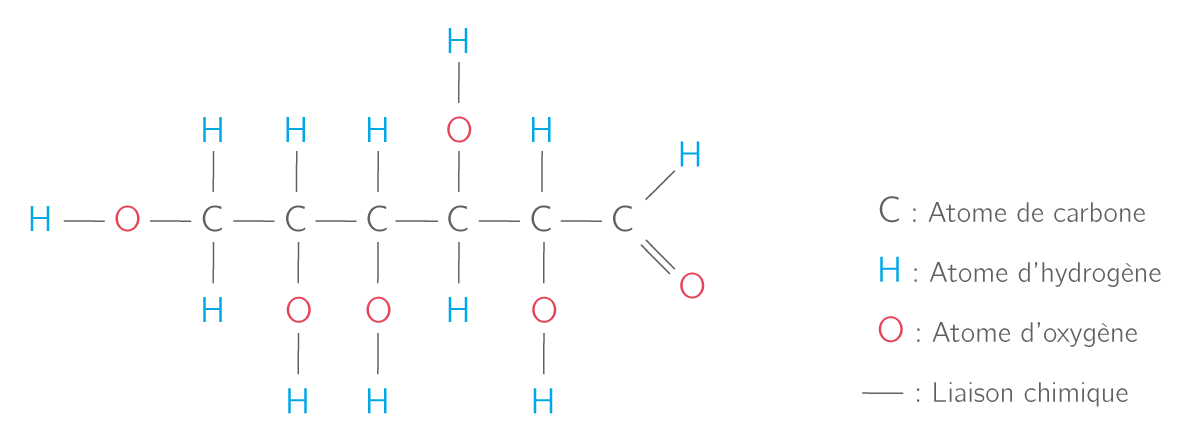 H
H H H O H
H
H O C C C C C C
H O O H O O
H H H
C : Atome de carbone
H : Atome d'hydrogène
O : Atome d'oxygène
: Liaison chimique